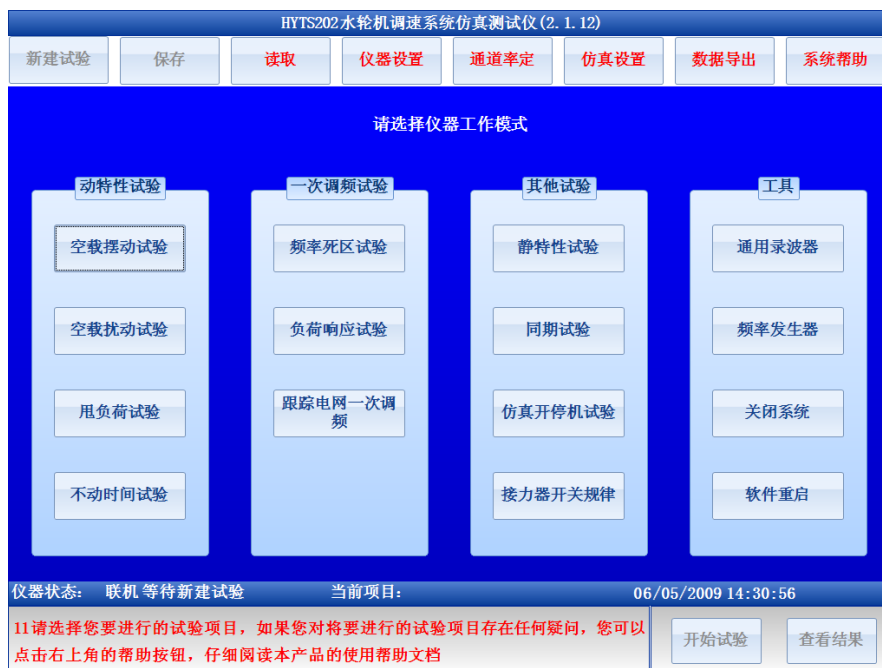 HYTS202水轮机调速系统仿真测试仪(2.1.12)
新建试验 保存 读取 仪器设置 通道率定 仿真设置 数据导出 系统帮助
请选择仪器工作模式
动特性试验 一次调频试验 其他试验 工具
空载摆动试验 频率死区试验 静特性试验 通用录波器
空载扰动试验 负荷响应试验 同期试验 频率发生器
甩负荷试验 跟踪电网一次调 仿真开停机试验 关闭系统
频
不动时间试验 接力器开关规律 软件重启
仪器状态: 联机 等待新建试验 当前项目: 06/05/2009 14:30:56
11请选择您要进行的试验项目，如果您对将要进行的试验项目存在任何疑问，您可以
点击右上角的帮助按钮，仔细阅读本产品的使用帮助文档
开始试验 查看结果